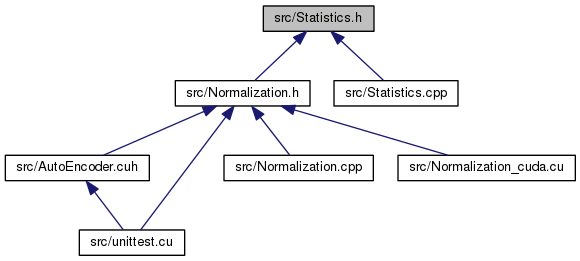 src/Statistics.h
src/Normalization.h
src/Statistics.cpp
src/AutoEncoder.cuh
src/Normalization.cpp
src/Normalization_cuda.cu
src/unittest.cu